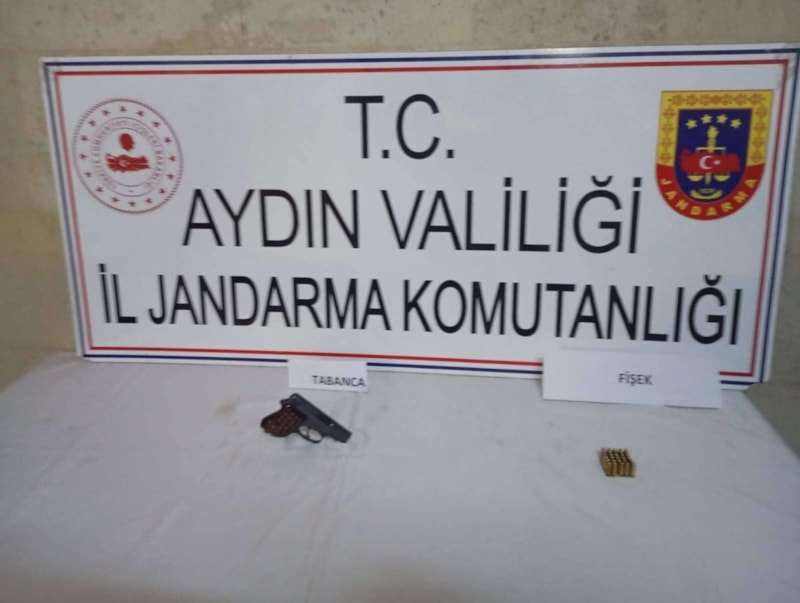 T.C.
AYDIN VALİLİĞİ
İL JANDARMA KOMUTANLIĞI
JANDARMA
TABANCA
FİŞEK